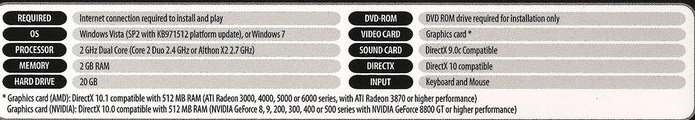 REQUIRED Internet connection required to install and play
OS Windows Vista (SP2 with KB971512 platform update), or Windows 7
PROCESSOR 2 GHz Dual Core (Core 2 Duo 2.4 GHz or Althon X2 2.7 GHz)
MEMORY 2 GB RAM
HARD DRIVE 20 GB
DVD-ROM DVD ROM drive required for installation only
VIDEO CARD Graphics card *
SOUND CARD DirectX 9.0c Compatible
DIRECTX DirectX 10 compatible
INPUT Keyboard and Mouse
* Graphics card (AMD): DirectX 10.1 compatible with 512 MB RAM (ATI Radeon 3000, 4000, 5000 or 6000 series, with ATI Radeon 3870 or higher performance)
Graphics card (NVIDIA): DirectX 10.0 compatible with 512 MB RAM (NVIDIA GeForce 8, 9, 200, 300, 400 or 500 series with NVIDIA GeForce 8800 GT or higher performance)